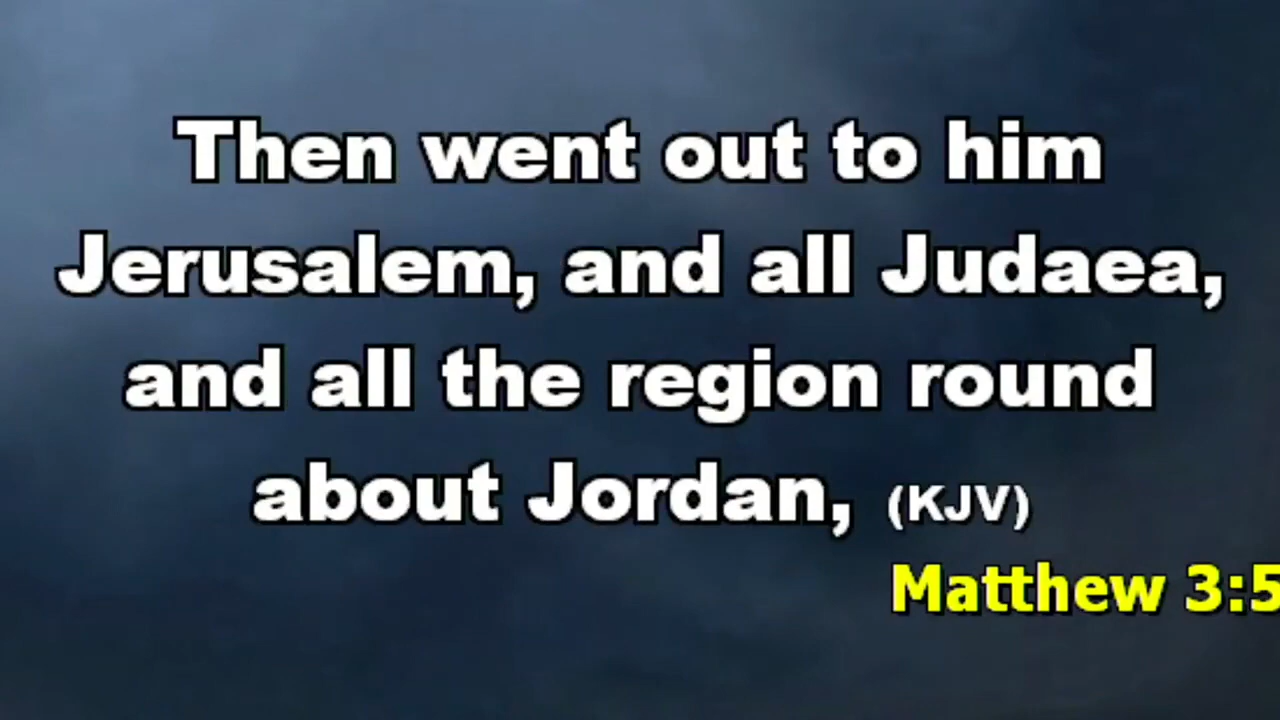 Then went out to him
Jerusalem, and all Judaea,
and all the region round
about Jordan, (KJV)
Matthew 3:5